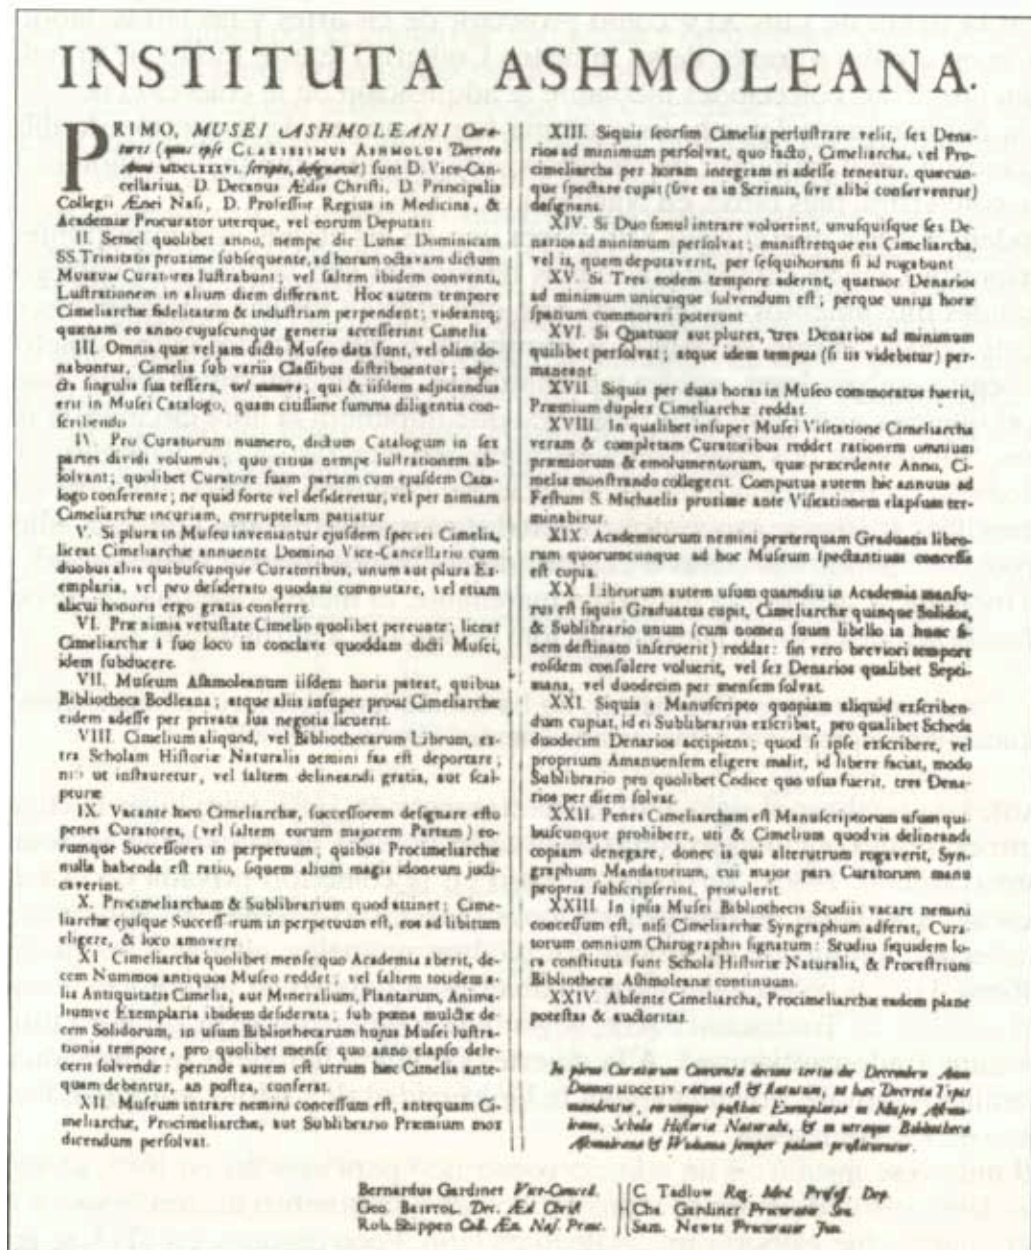 INSTITUTA ASHMOLEANA.
PRIMO, MUSEI ASHMOLEANI Cura-
tores (quos ipse CLARISSIMUS ASHMOLUS Decreto
Anno MDCLXXXVI. scripto, designavit) sunt D. Vice-Can-
cellarius, D. Decanus Ædis Christi, D. Principalis
Collegii Ænei Nasi, D. Professor Regius in Medicina, &
Academiæ Procurator uterque, vel eorum Deputati.
II. Semel quolibet anno, nempe die Lunæ Dominicam
SS. Trinitatis proxime subsequente, ad horam octavam dictum
Museum Curatores lustrabunt; vel saltem ibidem conventi,
Lustrationem in alium diem differant. Hoc autem tempore
Cimeliarchæ fidelitatem & industriam perpendent; videantq;
quænam eo anno cujuscunque generis accesserint Cimelia
III. Omnia quæ vel jam dicto Museo data sunt, vel olim do-
nabuntur, Cimelia sub variis Classibus distribuentur; adje-
cta singulis sua tessera, vel numero; qui & iisdem adjiciendus
erit in Musei Catalogo, quam citissime summa diligentia con-
scribendo
IV. Pro Curatorum numero, dictum Catalogum in sex
partes dividi volumus; quo citius nempe lustrationem ab-
solvant; quolibet Curatore suam partem cum ejusdem Cata-
logo conferente; ne quid forte vel desideretur, vel per nimiam
Cimeliarchæ incuriam, corruptelam patiatur
V. Si plura in Museo inveniantur ejusdem speciei Cimelia,
liceat Cimeliarchæ annuente Domino Vice-Cancellario cum
duobus aliis quibuscunque Curatoribus, unum aut plura Ex-
emplaria, vel pro desiderato quodam commutare, vel etiam
alicui honoris ergo gratis conferre.
VI. Præ nimia vetustate Cimelio quolibet pereunte; liceat
Cimeliarchæ à suo loco in conclave quoddam dicti Musei,
idem subducere.
VII. Museum Ashmoleanum iisdem horis pateat, quibus
Bibliotheca Bodleana; atque aliis insuper prout Cimeliarchæ
eidem adesse per privata sua negotia licuerit.
VIII. Cimelium aliquod, vel Bibliothecarum Librum, ex-
tra Scholam Historiæ Naturalis nemini fas est deportare;
nisi ut instauretur, vel saltem delineandi gratia, aut scal-
pturæ
IX. Vacante loco Cimeliarchæ, successorem designare esto
penes Curatores, (vel saltem eorum majorem Partem) eo-
rumque Successores in perpetuum; quibus Procimeliarchæ
nulla habenda est ratio, siquem alium magis idoneum judi-
caverint.
X. Procimeliarcham & Sublibrarium quod attinet; Cime-
liarchæ ejusque Successorum in perpetuum est, eos ad libitum
eligere, & loco amovere.
XI. Cimeliarcha quolibet mense quo Academia aberit, de-
cem Nummos antiquos Museo reddet; vel saltem totidem a-
lia Antiquitatis Cimelia, aut Mineralium, Plantarum, Anima-
liumve Exemplaria ibidem desiderata; sub pœna mulctæ de-
cem Solidorum, in usum Bibliothecarum hujus Musei lustra-
tionis tempore, pro quolibet mense quo anno elapso defe-
cerit solvendæ: perinde autem est utrum hæc Cimelia ante-
quam debentur, an postea, conferat.
XII. Museum intrare nemini concessum est, antequam Ci-
meliarchæ, Procimeliarchæ, aut Sublibrario Præmium mox
dicendum persolvat.
XIII. Siquis seorsim Cimelia perlustrare velit, sex Dena-
rios ad minimum persolvat, quo facto, Cimeliarcha, vel Pro-
cimeliarcha per horam integram ei adesse teneatur, quæcun-
que spectare cupit (sive ea in Scriniis, sive alibi conserventur)
designans.
XIV. Si Duo simul intrare voluerint, unusquisque sex De-
narios ad minimum persolvat; ministretque eis Cimeliarcha,
vel is, quem deputaverit, per sesquihoram si id rogabunt
XV. Si Tres eodem tempore aderint, quatuor Denarios
ad minimum unicuique solvendum est; perque unius horæ
spatium commorari poterunt
XVI. Si Quatuor aut plures, tres Denarios ad minimum
quilibet persolvat; atque idem tempus (si iis videbitur) per-
maneant.
XVII. Siquis per duas horas in Museo commoratus fuerit,
Præmium duplex Cimeliarchæ reddat
XVIII. In qualibet insuper Musei Visitatione Cimeliarcha
veram & completam Curatoribus reddet rationem omnium
præmiorum & emolumentorum, quæ præcedente Anno, Ci-
melia monstrando collegerit. Computus autem hic annuus ad
Festum S. Michaelis proxime ante Visitationem elapsum ter-
minabitur.
XIX. Academicorum nemini præterquam Graduatis libro-
rum quorumcunque ad hoc Museum spectantium concessa
est copia.
XX. Librorum autem usum quamdiu in Academia mansu-
rus est siquis Graduatus cupit, Cimeliarchæ quinque Solidos,
& Sublibrario unum (cum nomen suum libello in hunc fi-
nem destinato inseruerit) reddat: sin vero breviori tempore
eosdem consulere voluerit, vel sex Denarios qualibet Septi-
mana, vel duodecim per mensem solvat.
XXI. Siquis a Manuscripto quopiam aliquid exscriben-
dum cupiat, id ei Sublibrarius exscribat, pro qualibet Scheda
duodecim Denarios accipiens; quod si ipse exscribere, vel
proprium Amanuensem eligere malit, id libere faciat, modo
Sublibrario pro quolibet Codice quo usus fuerit, tres Dena-
rios per diem solvat.
XXII. Penes Cimeliarcham est Manuscriptorum usum qui-
buscunque prohibere, uti & Cimelium quodvis delineandi
copiam denegare, donec is qui alterutrum rogaverit, Syn-
graphum Mandatorium, cui major pars Curatorum manu
propria subscripserint, protulerit
XXIII. In ipsis Musei Bibliothecis Studiis vacare nemini
concessum est, nisi Cimeliarchæ Syngraphum adferat, Cura-
torum omnium Chirographis signatum: Studiis siquidem lo-
ca constituta sunt Schola Historiæ Naturalis, & Procestrium
Bibliothecæ Ashmoleanæ continuum.
XXIV. Absente Cimeliarcha, Procimeliarchæ eadem plane
potestas & auctoritas.
In pleno Curatorum Conventu decimo tertio die Decembris Anno
Domini MDCCXIV ratum est & statutum, ut hæc Decreta Typis
mandentur, eorumque passim Exemplaria in Museo Ashmo-
leano, Schola Historiæ Naturalis, & in utraque Bibliotheca
Ashmoleana & Wodiana semper palam prostituantur.
Bernardus Gardiner Vice-Cancell.
Geo. BRISTOL. Dec. Æd Christi
Rob. Shippen Coll. Æn. Nas. Princ.
C. Tadlow Reg. Med. Profess. Dep.
Cha. Gardiner Procurator Sen.
Sam. Newte Procurator Jun.